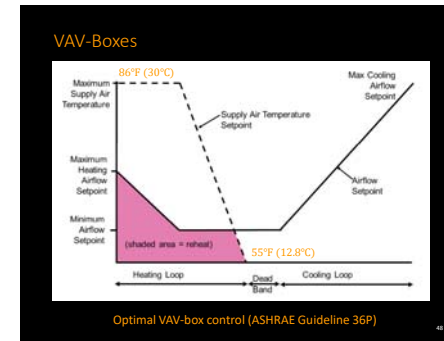 VAV-Boxes
86°F (30°C)
Maximum
Supply Air
Temperature
Max Cooling
Airflow
Setpoint
Supply Air Temperature
Setpoint
Maximum
Heating
Airflow
Setpoint
Airflow
Setpoint
Minimum
Airflow
Setpoint
(shaded area = reheat)
55°F (12.8°C)
Heating Loop
Dead
Band
Cooling Loop
Optimal VAV-box control (ASHRAE Guideline 36P)
48